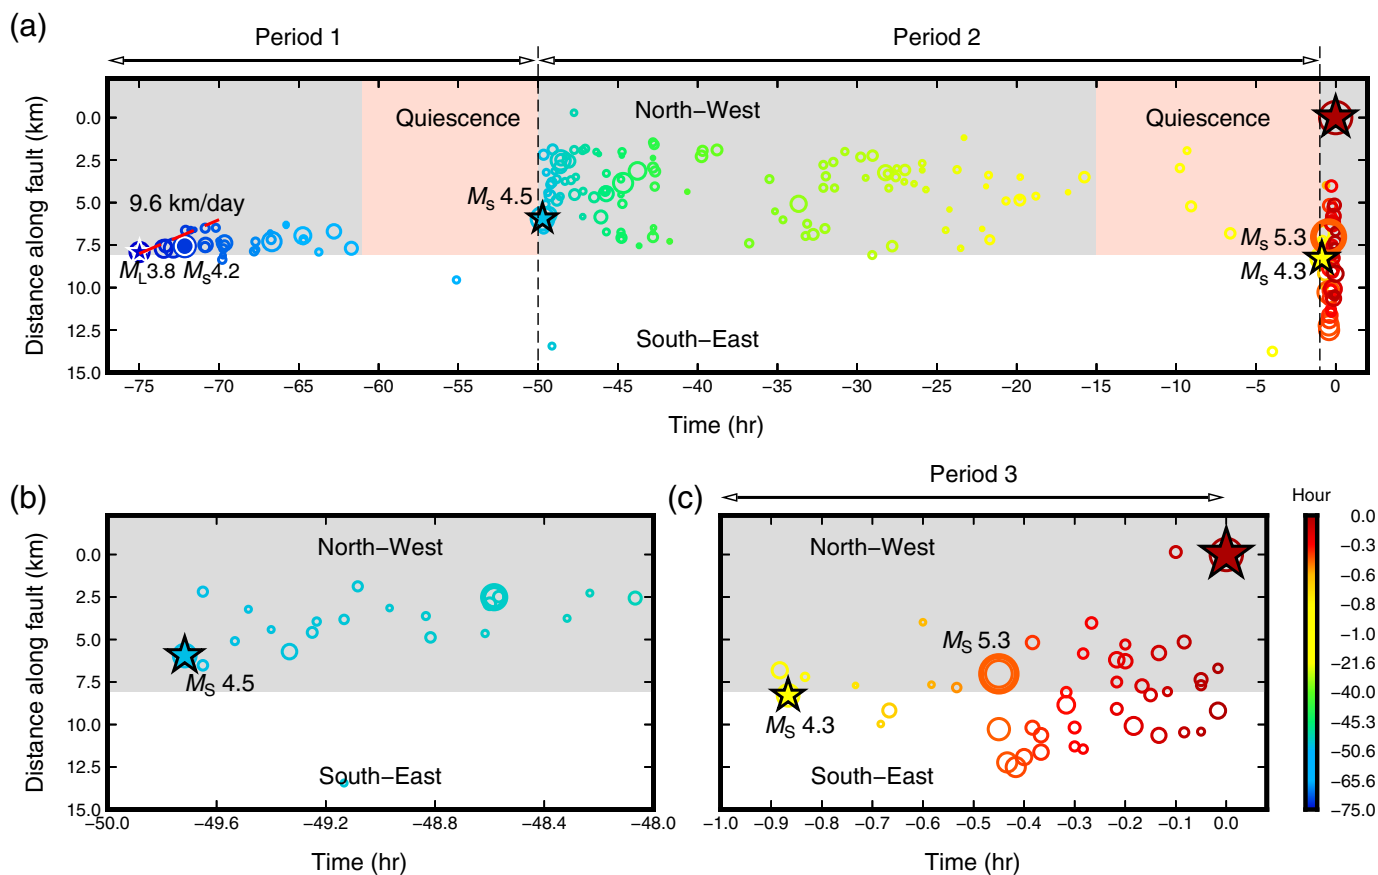 (a)
Period 1
Period 2
Distance along fault (km)
0.0
2.5
5.0
7.5
10.0
12.5
15.0
Quiescence
North−West
Quiescence
9.6 km/day
Ms 4.5
ML3.8 Ms4.2
Ms 5.3
Ms 4.3
South−East
−75
−70
−65
−60
−55
−50
−45
−40
−35
−30
−25
−20
−15
−10
−5
0
Time (hr)
(b)
Distance along fault (km)
0.0
2.5
5.0
7.5
10.0
12.5
15.0
North−West
MS 4.5
South−East
−50.0
−49.6
−49.2
−48.8
−48.4
−48.0
Time (hr)
(c)
Period 3
North−West
MS 5.3
MS 4.3
South−East
−1.0
−0.9
−0.8
−0.7
−0.6
−0.5
−0.4
−0.3
−0.2
−0.1
0.0
Time (hr)
Hour
0.0
−0.3
−0.6
−0.8
−1.0
−21.6
−40.0
−45.3
−50.6
−65.6
−75.0